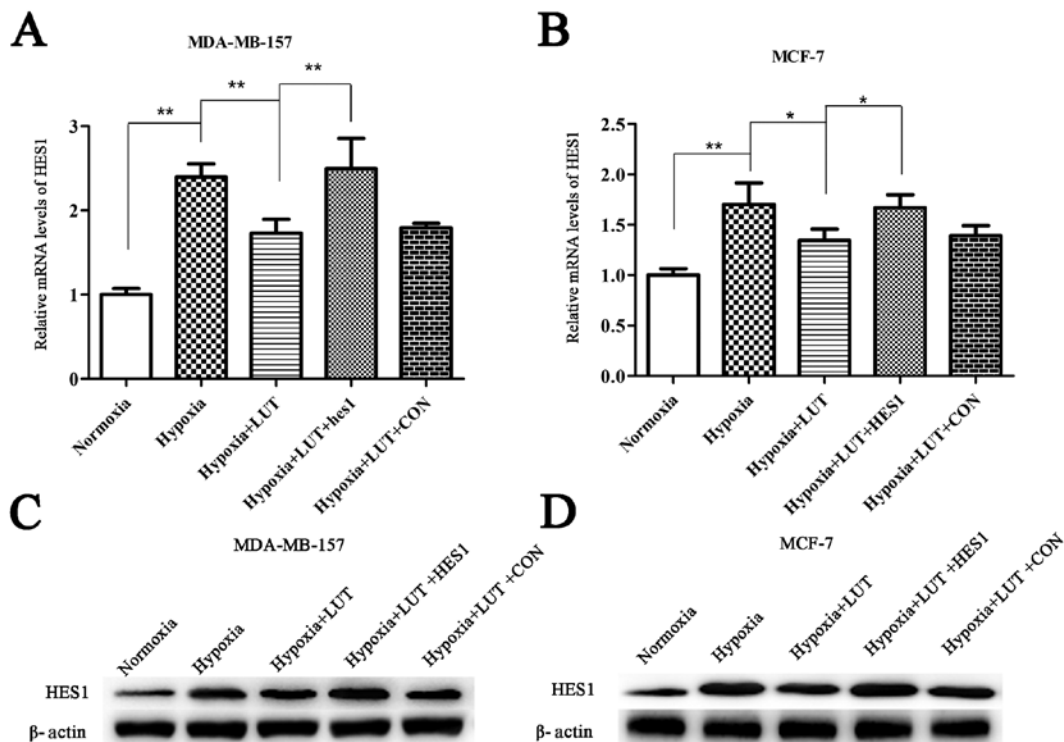 A
MDA-MB-157
**
**
**
Relative mRNA levels of HES1
3
2
1
0
Normoxia
Hypoxia
Hypoxia+LUT
Hypoxia+LUT+hes1
Hypoxia+LUT+CON
B
MCF-7
**
*
*
Relative mRNA levels of HES1
2.5
2.0
1.5
1.0
0.5
0.0
Normoxia
Hypoxia
Hypoxia+LUT
Hypoxia+LUT+HES1
Hypoxia+LUT+CON
C
MDA-MB-157
Normoxia
Hypoxia
Hypoxia+LUT
Hypoxia+LUT +HES1
Hypoxia+LUT +CON
HES1
β- actin
D
MCF-7
Normoxia
Hypoxia
Hypoxia+LUT
Hypoxia+LUT +HES1
Hypoxia+LUT +CON
HES1
β- actin